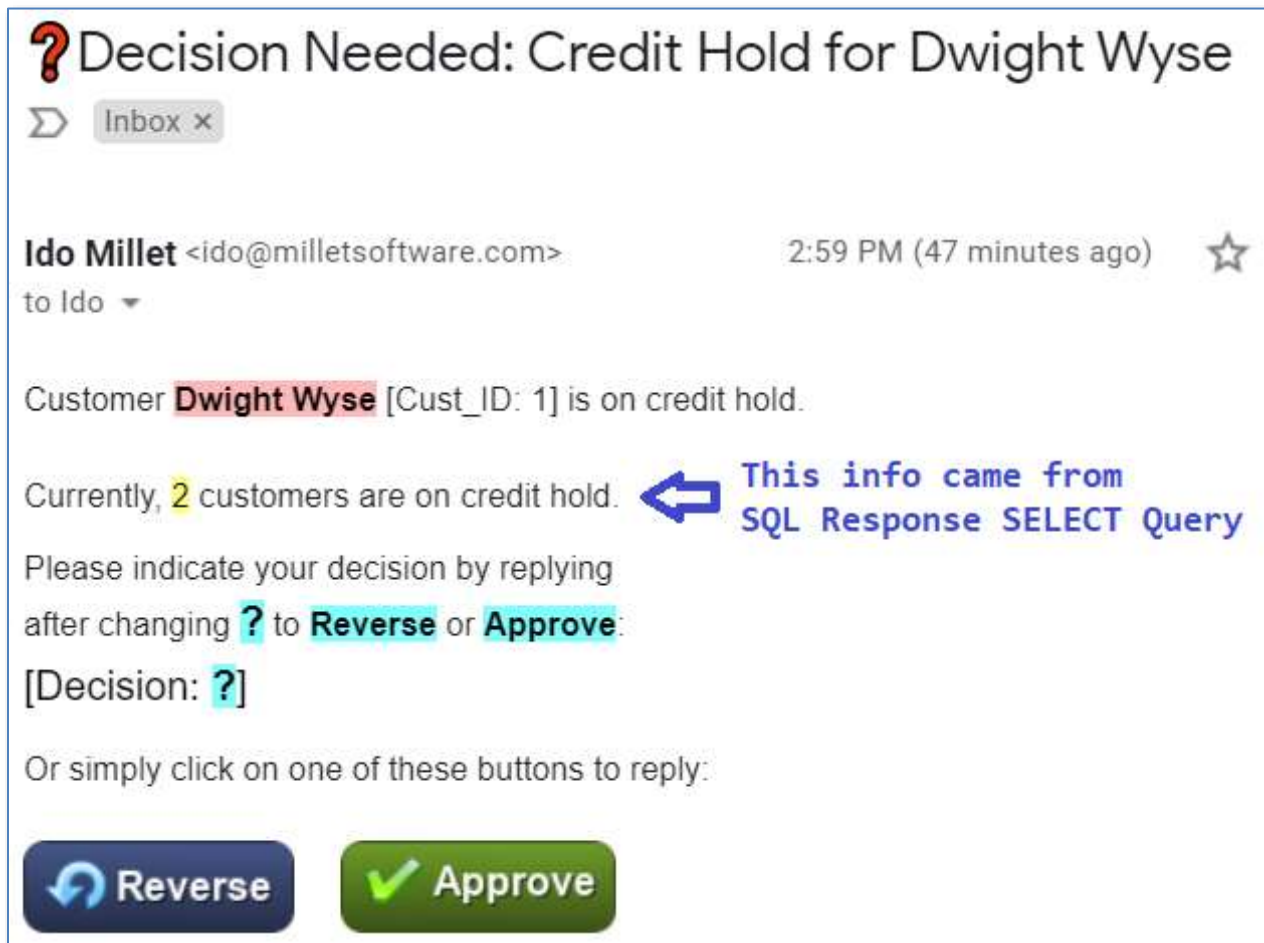 ❓Decision Needed: Credit Hold for Dwight Wyse
Inbox ×
Ido Millet <ido@milletsoftware.com> 2:59 PM (47 minutes ago)
to Ido
Customer Dwight Wyse [Cust_ID: 1] is on credit hold.
Currently, 2 customers are on credit hold.
This info came from
SQL Response SELECT Query
Please indicate your decision by replying
after changing ? to Reverse or Approve:
[Decision: ?]
Or simply click on one of these buttons to reply:
Reverse Approve